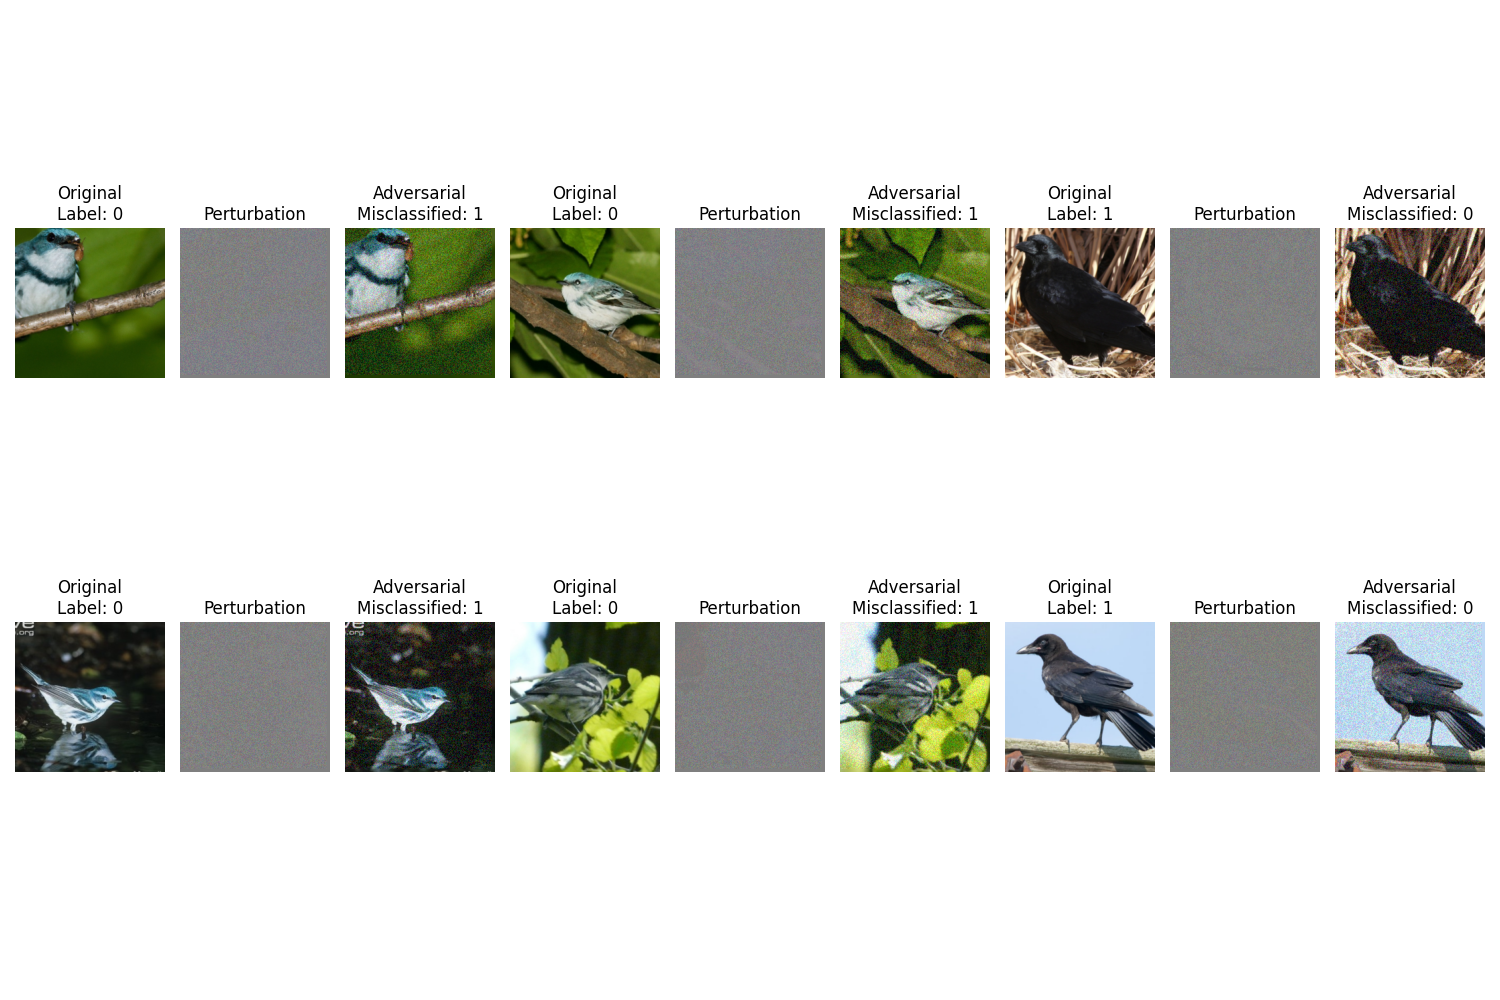 Original
Label: 0
Perturbation
Adversarial
Misclassified: 1
Original
Label: 0
Perturbation
Adversarial
Misclassified: 1
Original
Label: 1
Perturbation
Adversarial
Misclassified: 0
Original
Label: 0
Perturbation
Adversarial
Misclassified: 1
Original
Label: 0
Perturbation
Adversarial
Misclassified: 1
Original
Label: 1
Perturbation
Adversarial
Misclassified: 0
.org
.org